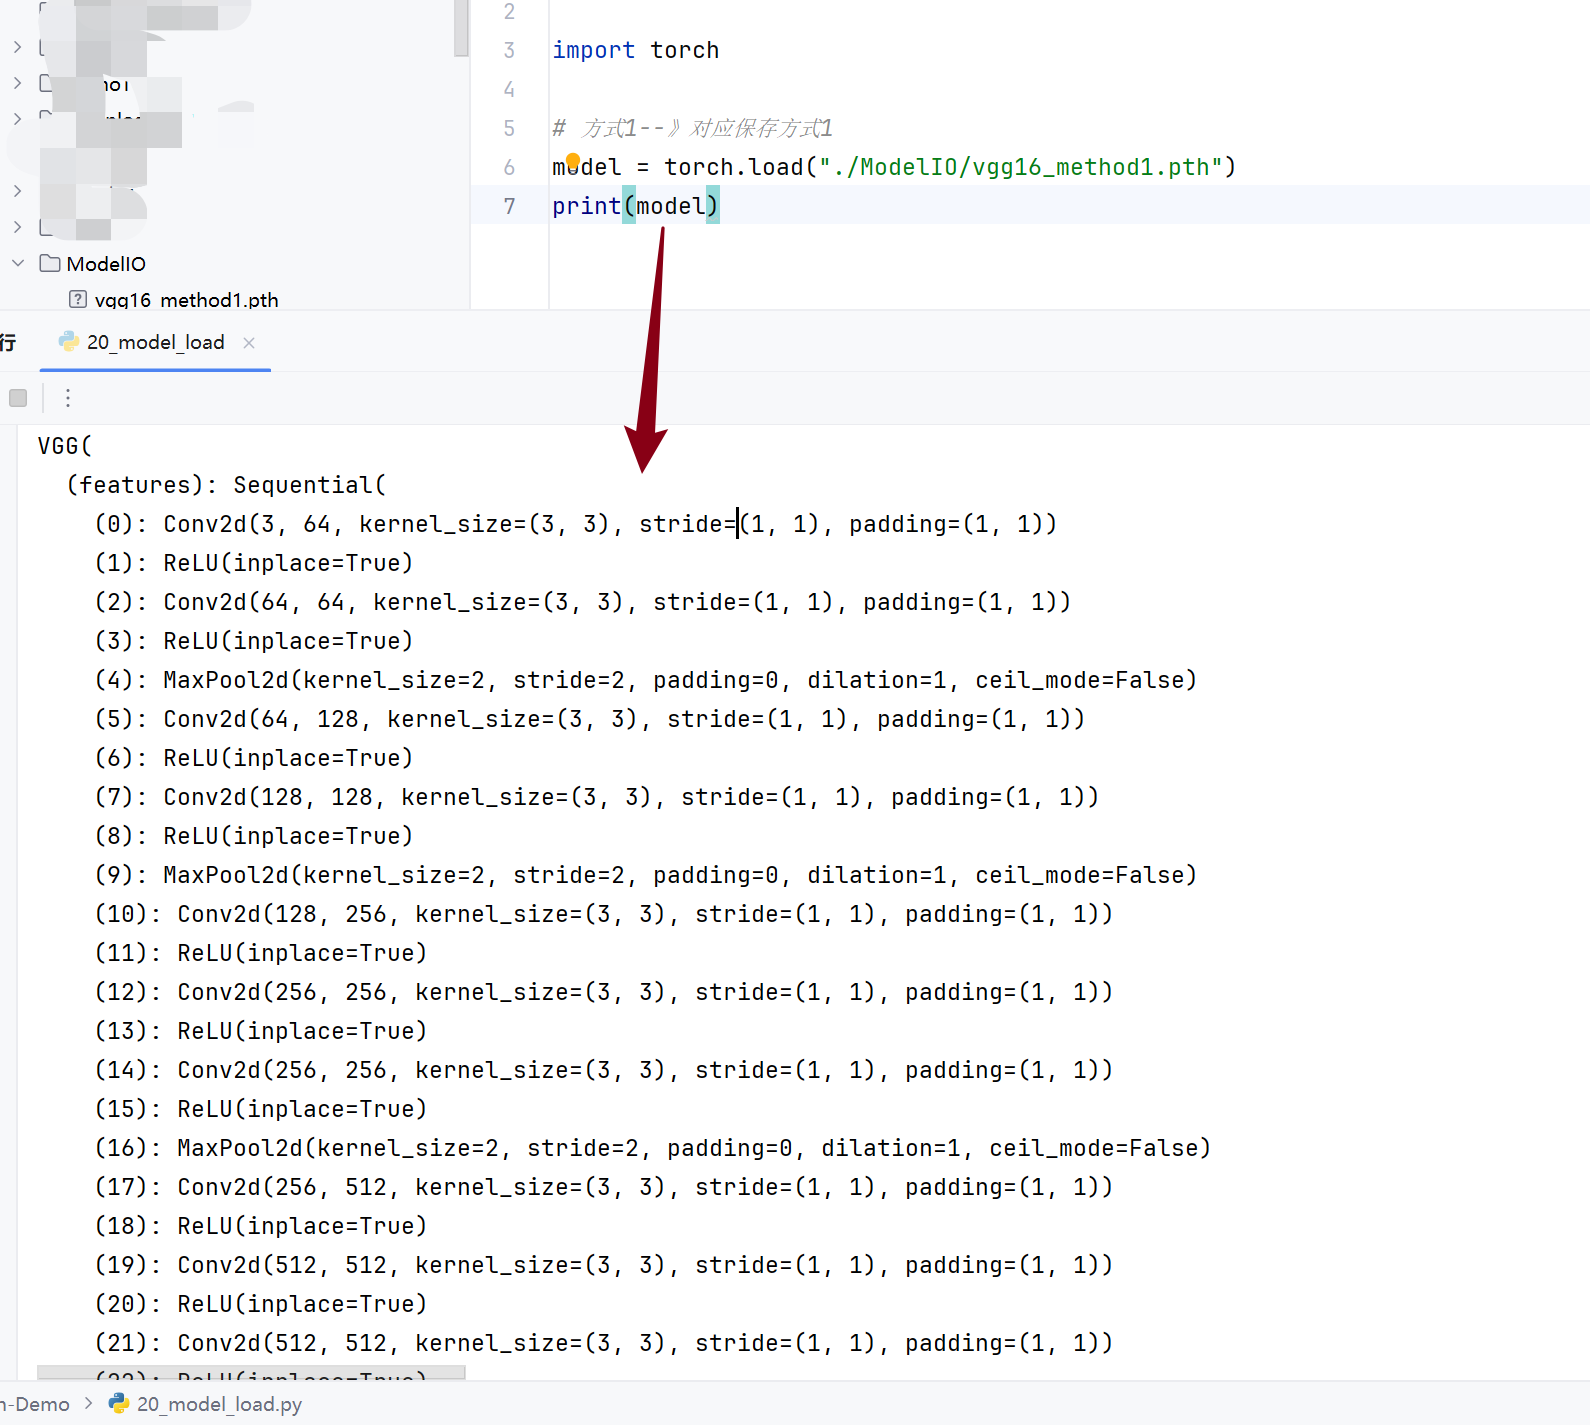 2
3 import torch
4
5 # 方式1--》对应保存方式1
6 model = torch.load("./ModelIO/vgg16_method1.pth")
7 print(model)
ModelIO
vgg16_method1.pth
行 20_model_load
VGG(
(features): Sequential(
(0): Conv2d(3, 64, kernel_size=(3, 3), stride=(1, 1), padding=(1, 1))
(1): ReLU(inplace=True)
(2): Conv2d(64, 64, kernel_size=(3, 3), stride=(1, 1), padding=(1, 1))
(3): ReLU(inplace=True)
(4): MaxPool2d(kernel_size=2, stride=2, padding=0, dilation=1, ceil_mode=False)
(5): Conv2d(64, 128, kernel_size=(3, 3), stride=(1, 1), padding=(1, 1))
(6): ReLU(inplace=True)
(7): Conv2d(128, 128, kernel_size=(3, 3), stride=(1, 1), padding=(1, 1))
(8): ReLU(inplace=True)
(9): MaxPool2d(kernel_size=2, stride=2, padding=0, dilation=1, ceil_mode=False)
(10): Conv2d(128, 256, kernel_size=(3, 3), stride=(1, 1), padding=(1, 1))
(11): ReLU(inplace=True)
(12): Conv2d(256, 256, kernel_size=(3, 3), stride=(1, 1), padding=(1, 1))
(13): ReLU(inplace=True)
(14): Conv2d(256, 256, kernel_size=(3, 3), stride=(1, 1), padding=(1, 1))
(15): ReLU(inplace=True)
(16): MaxPool2d(kernel_size=2, stride=2, padding=0, dilation=1, ceil_mode=False)
(17): Conv2d(256, 512, kernel_size=(3, 3), stride=(1, 1), padding=(1, 1))
(18): ReLU(inplace=True)
(19): Conv2d(512, 512, kernel_size=(3, 3), stride=(1, 1), padding=(1, 1))
(20): ReLU(inplace=True)
(21): Conv2d(512, 512, kernel_size=(3, 3), stride=(1, 1), padding=(1, 1))
(22): ReLU(inplace=True)
n-Demo > 20_model_load.py